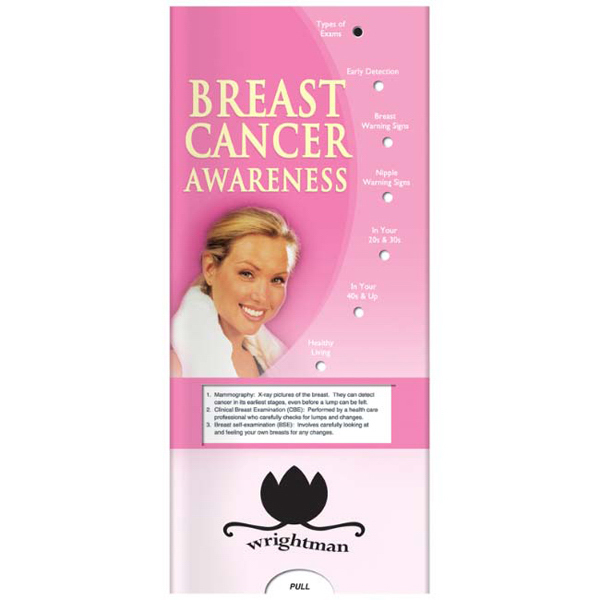 Types of
Exams
Early Detection
BREAST
CANCER
AWARENESS
Breast
Warning Signs
Nipple
Warning Signs
In Your
20s & 30s
In Your
40s & Up
Healthy
Living
1. Mammography: X-ray pictures of the breast. They can detect
cancer in its earliest stages, even before a lump can be felt.
2. Clinical Breast Examination (CBE): Performed by a health care
professional who carefully checks for lumps and changes.
3. Breast self-examination (BSE): Involves carefully looking at
and feeling your own breasts for any changes.
wrightman
PULL